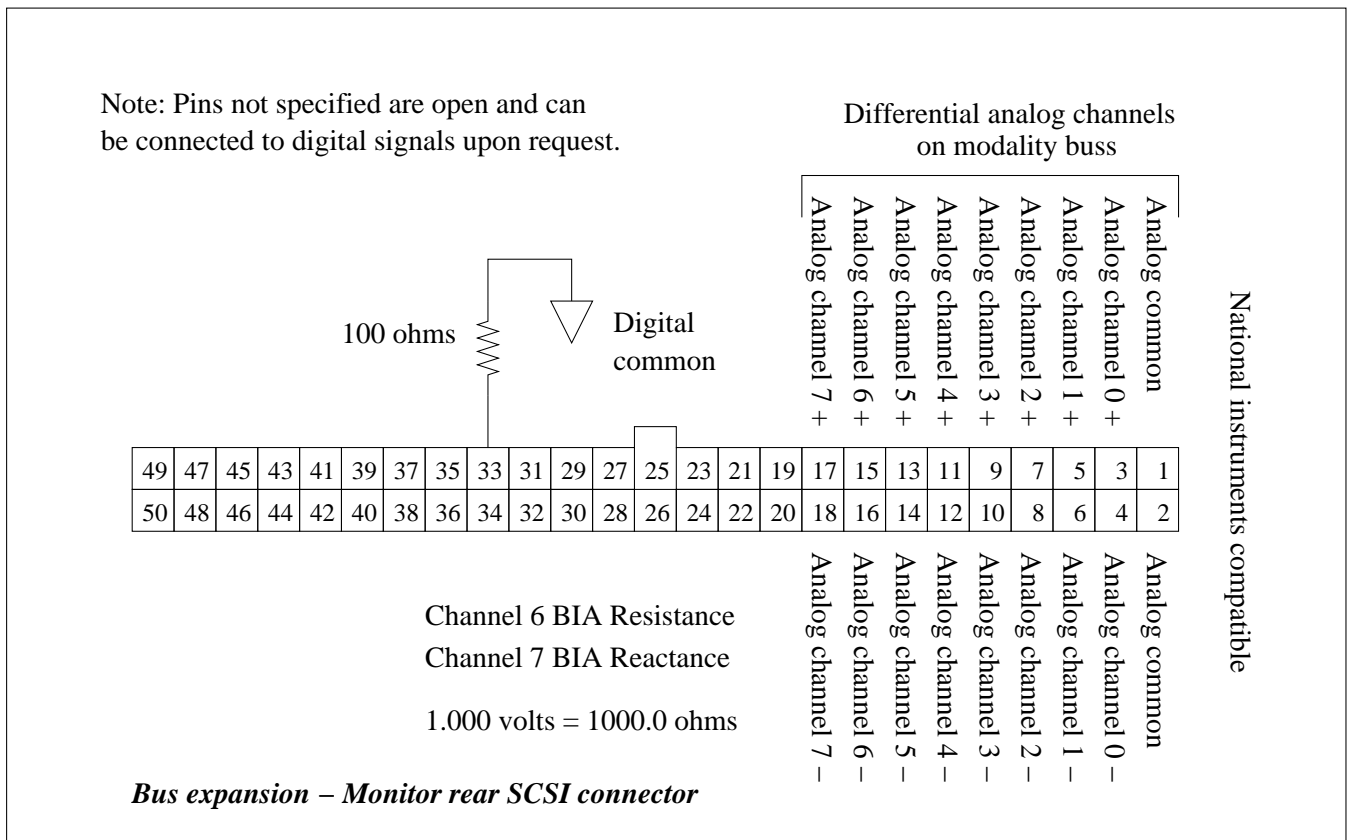 Note: Pins not specified are open and can
be connected to digital signals upon request.
Differential analog channels
on modality buss
Analog channel 7 +
Analog channel 6 +
Analog channel 5 +
Analog channel 4 +
Analog channel 3 +
Analog channel 2 +
Analog channel 1 +
Analog channel 0 +
Analog common
National instruments compatible
100 ohms
Digital
common
49 47 45 43 41 39 37 35 33 31 29 27 25 23 21 19 17 15 13 11 9 7 5 3 1
50 48 46 44 42 40 38 36 34 32 30 28 26 24 22 20 18 16 14 12 10 8 6 4 2
Analog channel 7 –
Analog channel 6 –
Analog channel 5 –
Analog channel 4 –
Analog channel 3 –
Analog channel 2 –
Analog channel 1 –
Analog channel 0 –
Analog common
Channel 6 BIA Resistance
Channel 7 BIA Reactance
1.000 volts = 1000.0 ohms
Bus expansion – Monitor rear SCSI connector